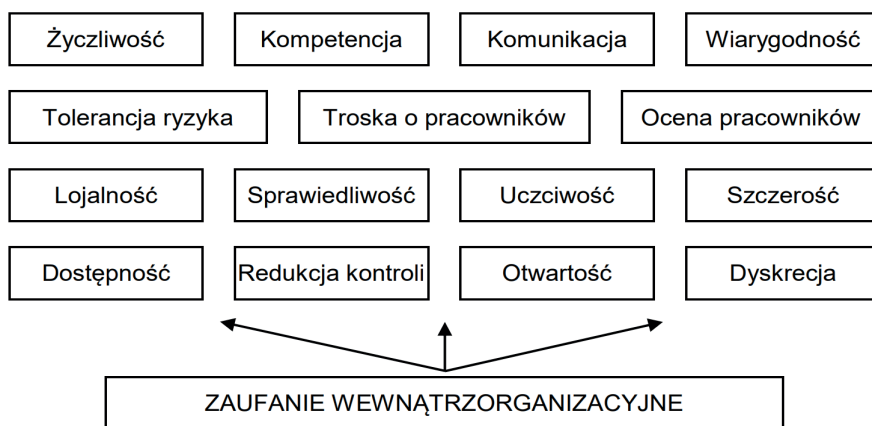 Życzliwość Kompetencja Komunikacja Wiarygodność
Tolerancja ryzyka Troska o pracowników Ocena pracowników
Lojalność Sprawiedliwość Uczciwość Szczerość
Dostępność Redukcja kontroli Otwartość Dyskrecja
ZAUFANIE WEWNĄTRZORGANIZACYJNE